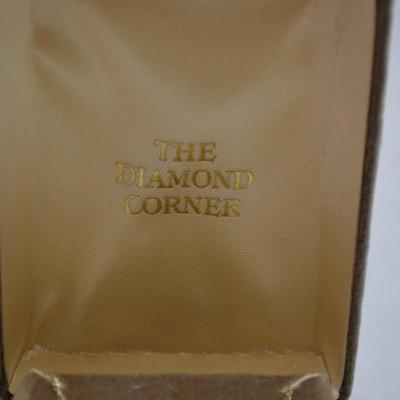 THE
DIAMOND
CORNER